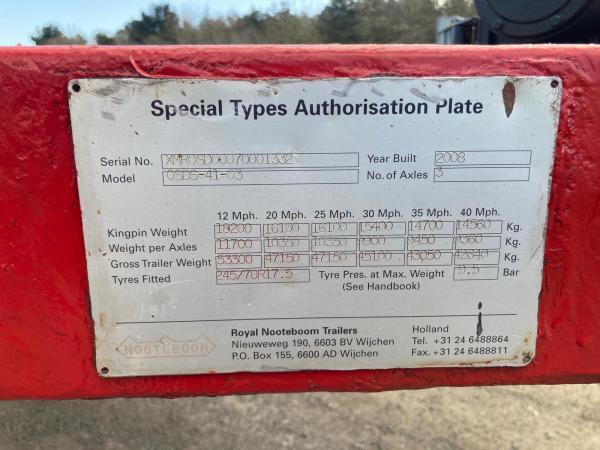 Special Types Authorisation Plate
Serial No. XMR0SD00070001332 Year Built 2008
Model OSDS-41-03 No. of Axles 3
12 Mph. 20 Mph. 25 Mph. 30 Mph. 35 Mph. 40 Mph.
Kingpin Weight 18200 16100 16100 15400 14700 14560 Kg.
Weight per Axles 11700 10350 10350 9900 9450 9360 Kg.
Gross Trailer Weight 53300 47150 47150 45100 43050 42640 Kg.
Tyres Fitted 245/70R17.5 Tyre Pres. at Max. Weight 9.5 Bar
(See Handbook)
NOOTEBOOM
Royal Nooteboom Trailers Holland
Nieuweweg 190, 6603 BV Wijchen Tel. +31 24 6488864
P.O. Box 155, 6600 AD Wijchen Fax. +31 24 6488811